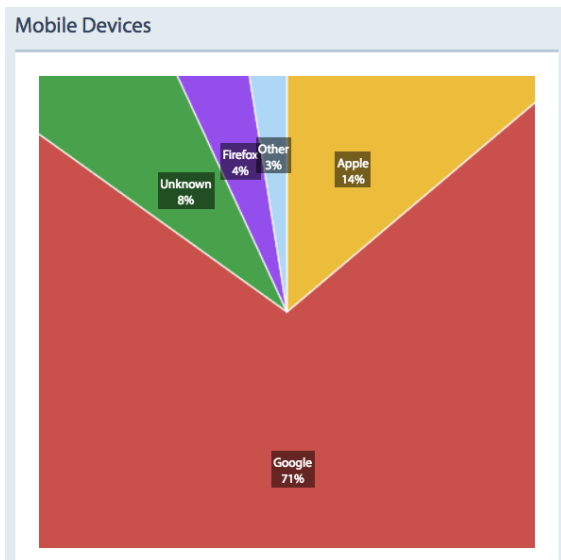 Mobile Devices
Firefox
4%
Other
3%
Apple
14%
Unknown
8%
Google
71%